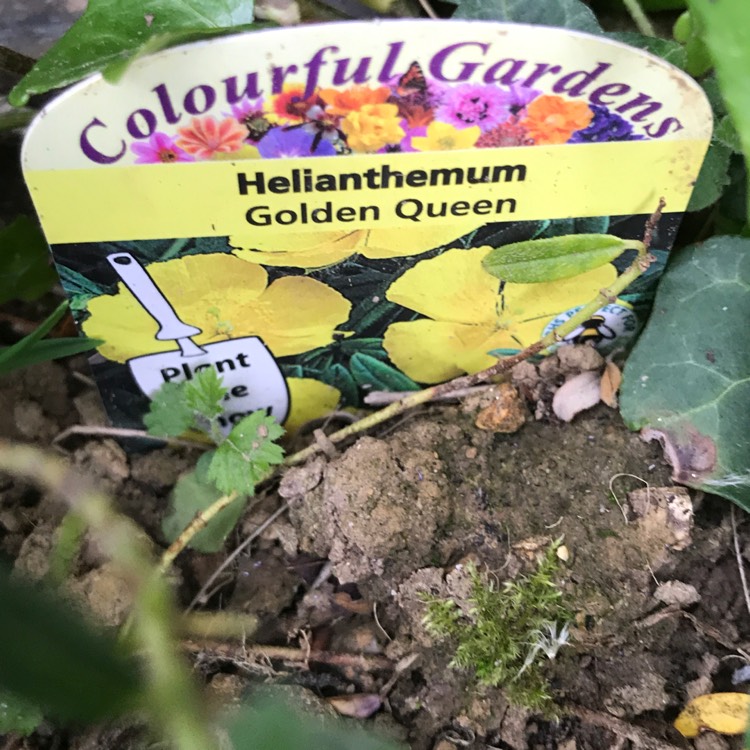 Colourful Gardens
Helianthemum
Golden Queen
Plant